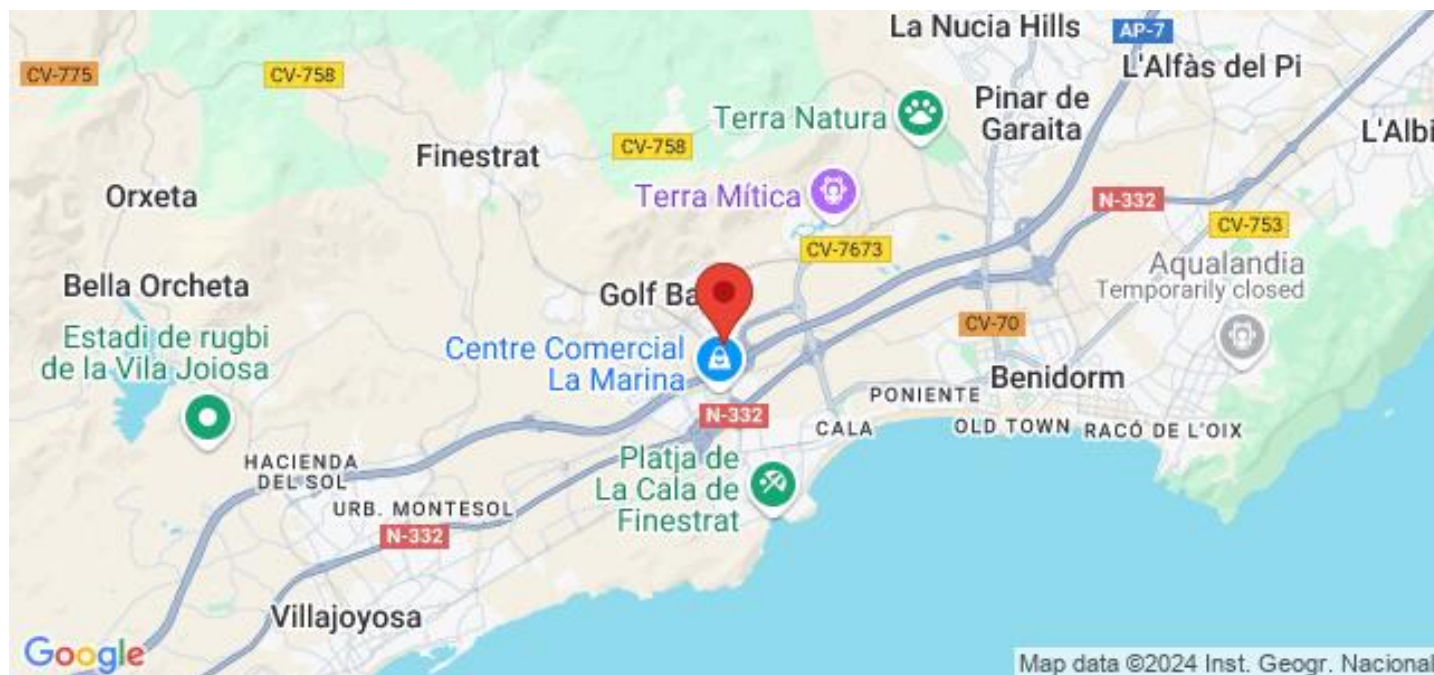 La Nucia Hills
AP-7
CV-775
CV-758
L'Alfàs del Pi
Terra Natura
Pinar de
Garaita
L'Albi
Finestrat
CV-758
Orxeta
Terra Mítica
N-332
CV-753
CV-7673
Bella Orcheta
Golf Ba
Aqualandia
Temporarily closed
Estadi de rugbi
de la Vila Joiosa
CV-70
Centre Comercial
La Marina
Benidorm
PONIENTE
N-332
CALA
OLD TOWN
RACÓ DE L'OIX
HACIENDA
DEL SOL
Platja de
La Cala de
Finestrat
URB. MONTESOL
N-332
Villajoyosa
Google
Map data ©2024 Inst. Geogr. Nacional